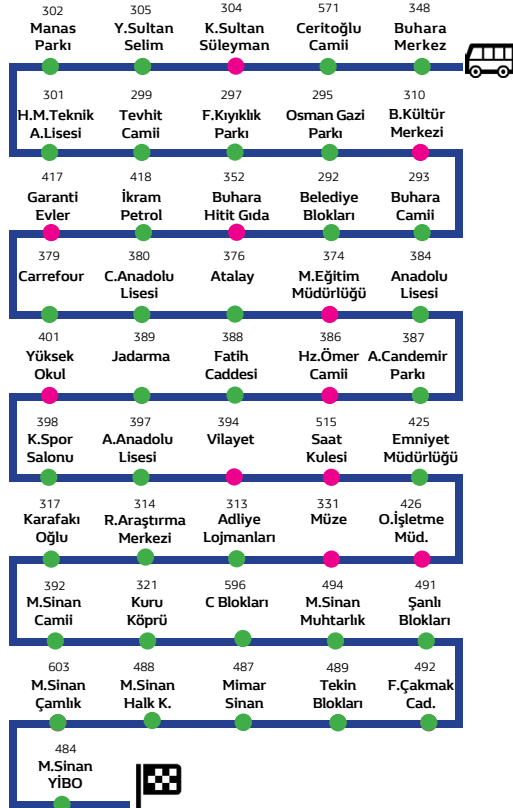 302 305 304 571 348
Manas Y.Sultan K.Sultan Ceritoğlu Buhara
Parkı Selim Süleyman Camii Merkez
301 299 297 295 310
H.M.Teknik Tevhit F.Kıyıklık Osman Gazi B.Kültür
A.Lisesi Camii Parkı Parkı Merkezi
417 418 352 292 293
Garanti İkram Buhara Belediye Buhara
Evler Petrol Hitit Gıda Blokları Camii
379 380 376 374 384
Carrefour C.Anadolu Atalay M.Eğitim Anadolu
Lisesi Müdürlüğü Lisesi
401 389 388 386 387
Yüksek Jadarma Fatih Hz.Ömer A.Candemir
Okul Caddesi Camii Parkı
398 397 394 515 425
K.Spor A.Anadolu Vilayet Saat Emniyet
Salonu Lisesi Kulesi Müdürlüğü
317 314 313 331 426
Karafakı R.Araştırma Adliye Müze O.İşletme
Oğlu Merkezi Lojmanları Müd.
392 321 596 494 491
M.Sinan Kuru C Blokları M.Sinan Şanlı
Camii Köprü Muhtarlık Blokları
603 488 487 489 492
M.Sinan M.Sinan Mimar Tekin F.Çakmak
Çamlık Halk K. Sinan Blokları Cad.
484
M.Sinan
YİBO